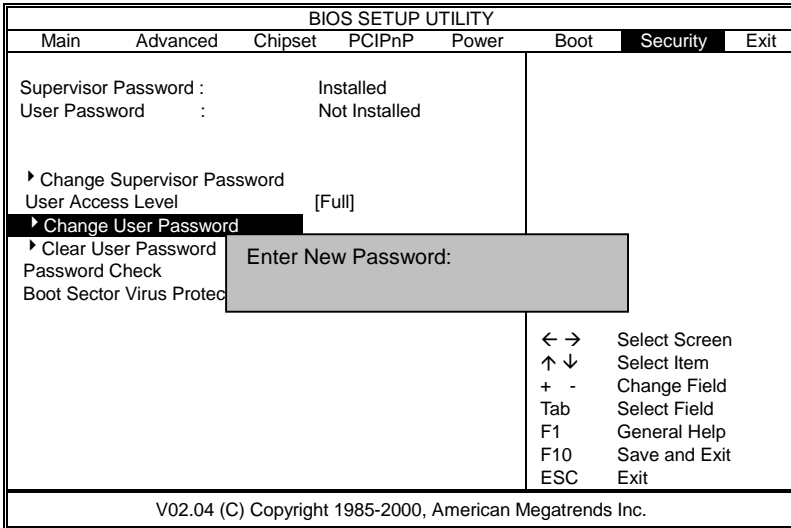 BIOS SETUP UTILITY
Main Advanced Chipset PCIPnP Power Boot Security Exit
Supervisor Password : Installed
User Password : Not Installed
Change Supervisor Password
User Access Level [Full]
Change User Password
Clear User Password
Password Check
Boot Sector Virus Protec
Enter New Password:
← → Select Screen
↑ ↓ Select Item
+ - Change Field
Tab Select Field
F1 General Help
F10 Save and Exit
ESC Exit
V02.04 (C) Copyright 1985-2000, American Megatrends Inc.